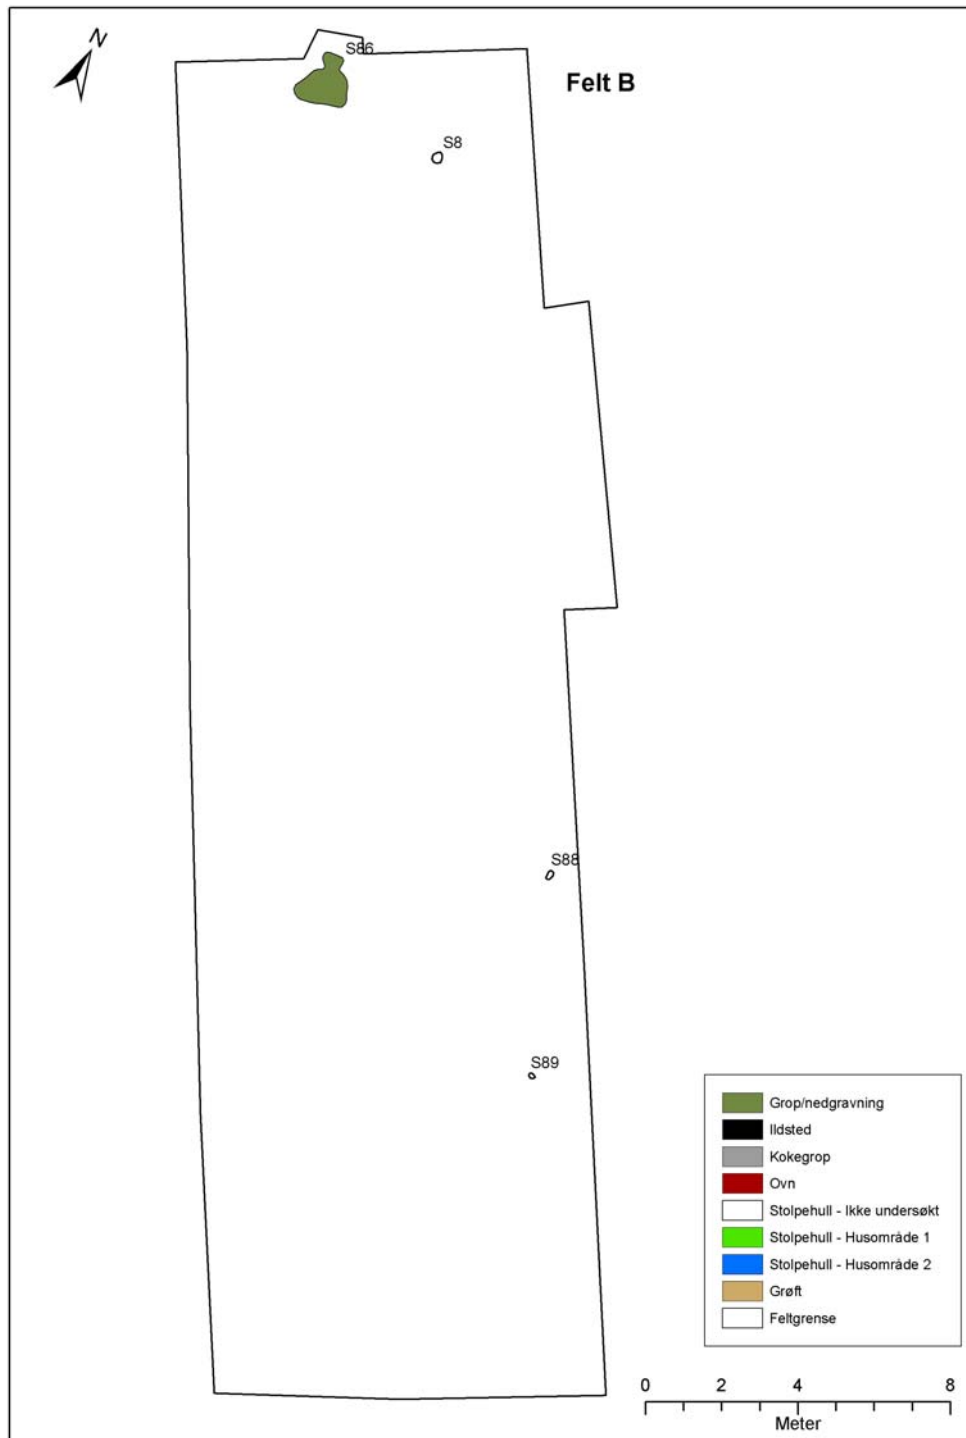 N
S86
Felt B
S8
S88
S89
Grop/nedgravning
Ildsted
Kokegrop
Ovn
Stolpehull - Ikke undersøkt
Stolpehull - Husområde 1
Stolpehull - Husområde 2
Grøft
Feltgrense
0 2 4 8
Meter